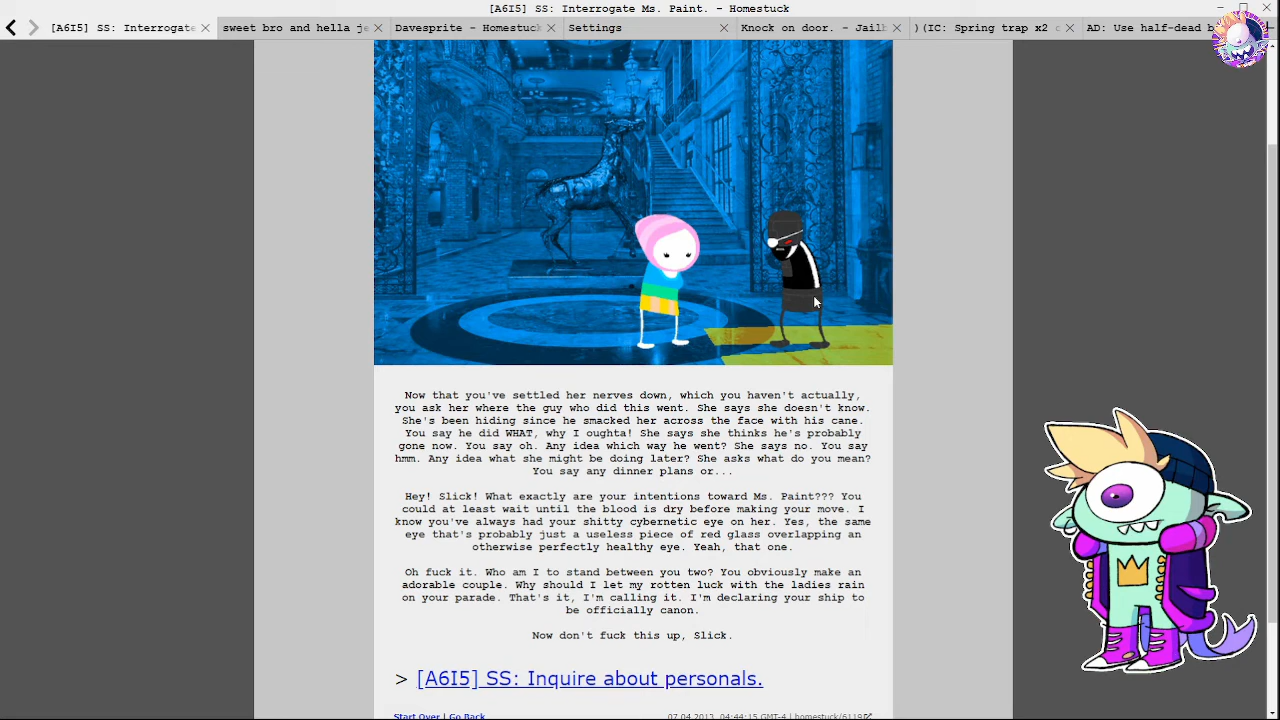 [A6I5] SS: Interrogate Ms. Paint. - Homestuck
[A6I5] SS: Interrogate
sweet bro and hella je
Davesprite - Homestuck
Settings
Knock on door. - Jailb
)(IC: Spring trap x2 c
AD: Use half-dead b
Now that you've settled her nerves down, which you haven't actually,
you ask her where the guy who did this went. She says she doesn't know.
She's been hiding since he smacked her across the face with his cane.
You say he did WHAT, why I oughta! She says she thinks he's probably
gone now. You say oh. Any idea which way he went? She says no. You say
hmm. Any idea what she might be doing later? She asks what do you mean?
You say any dinner plans or...
Hey! Slick! What exactly are your intentions toward Ms. Paint??? You
could at least wait until the blood is dry before making your move. I
know you've always had your shitty cybernetic eye on her. Yes, the same
eye that's probably just a useless piece of red glass overlapping an
otherwise perfectly healthy eye. Yeah, that one.
Oh fuck it. Who am I to stand between you two? You obviously make an
adorable couple. Why should I let my rotten luck with the ladies rain
on your parade. That's it, I'm calling it. I'm declaring your ship to
be officially canon.
Now don't fuck this up, Slick.
> [A6I5] SS: Inquire about personals.
Start Over | Go Back
07.04.2013, 04:44:15 GMT-4 | homestuck/6119